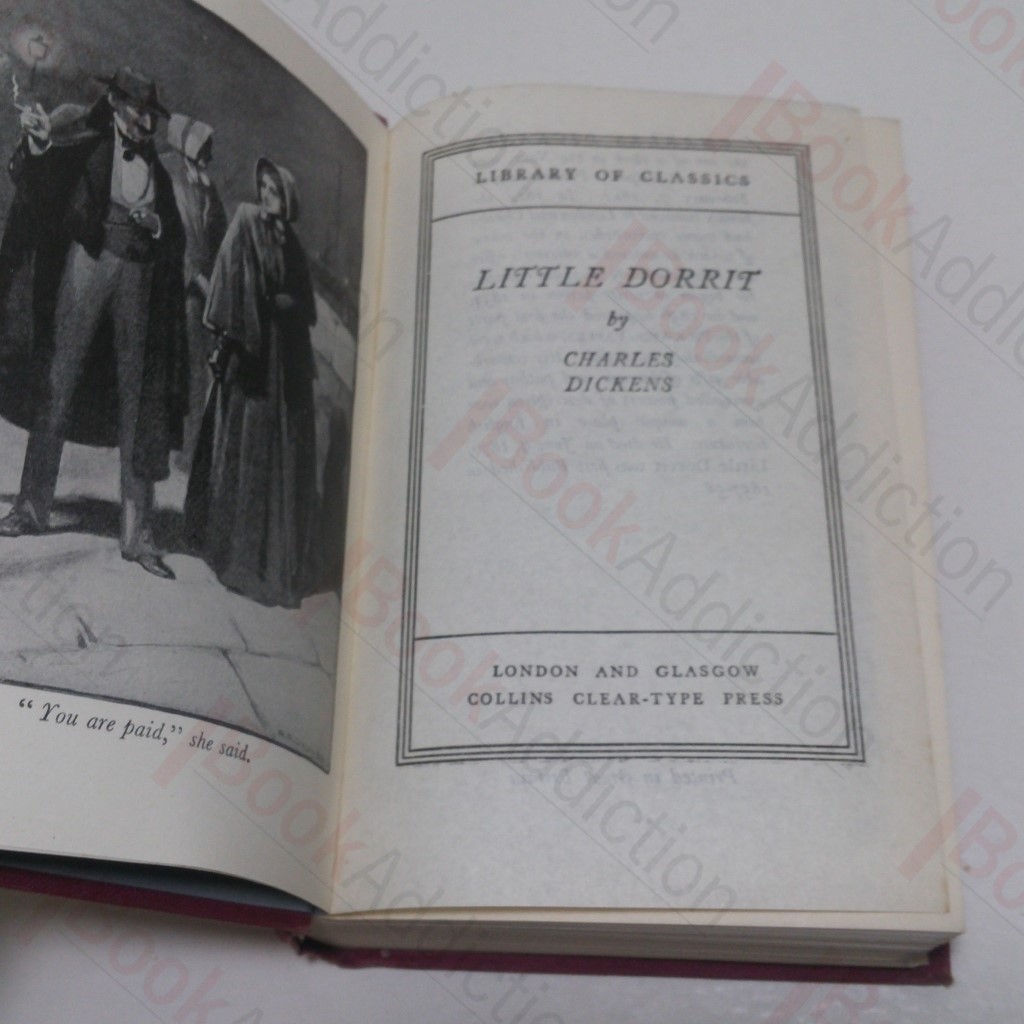 "You are paid," she said.
LIBRARY OF CLASSICS
LITTLE DORRIT
by
CHARLES
DICKENS
LONDON AND GLASGOW
COLLINS CLEAR-TYPE PRESS
BookAddiction